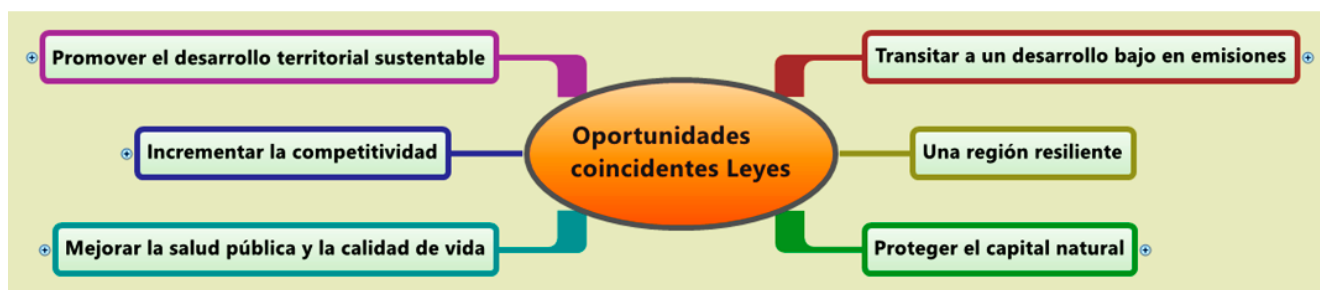 Promover el desarrollo territorial sustentable
Transitar a un desarrollo bajo en emisiones
Oportunidades
coincidentes Leyes
Incrementar la competitividad
Una región resiliente
Mejorar la salud pública y la calidad de vida
Proteger el capital natural